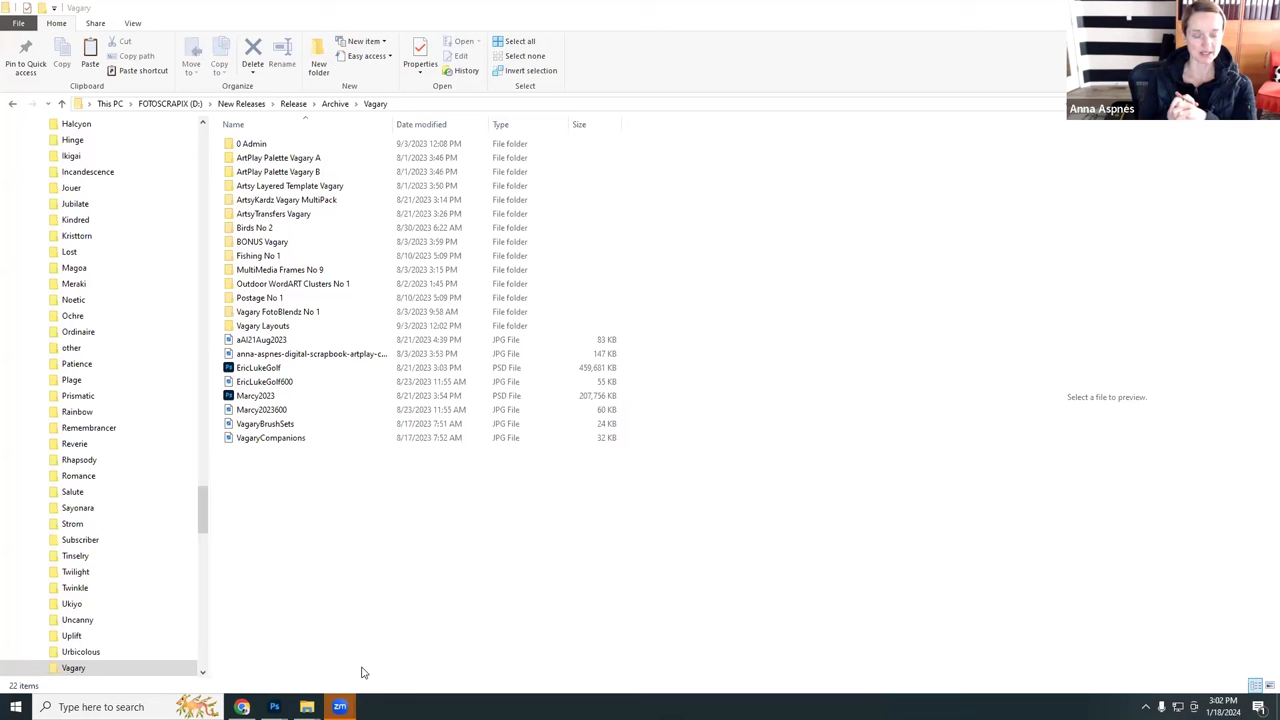 Vagary
File Home Share View
Pin to Quick access
Copy
Paste
Cut
Copy path
Paste shortcut
Clipboard
Move to
Copy to
Delete
Rename
Organize
New folder
New item
Easy access
New
Properties
Open
Edit
History
Open
Select all
Select none
Invert selection
Select
This PC > FOTOSCRAPIX (D:) > New Releases > Release > Archive > Vagary
Anna Aspnes
Halcyon
Hinge
Ikigai
Incandescence
Jouer
Jubilate
Kindred
Kristtorn
Lost
Magoa
Meraki
Noetic
Ochre
Ordinaire
other
Patience
Plage
Prismatic
Rainbow
Remembrancer
Reverie
Rhapsody
Romance
Salute
Sayonara
Strom
Subscriber
Tinselry
Twilight
Twinkle
Ukiyo
Uncanny
Uplift
Urbicolous
Vagary
Name Date modified Type Size
0 Admin 9/3/2023 12:08 PM File folder
ArtPlay Palette Vagary A 8/1/2023 3:46 PM File folder
ArtPlay Palette Vagary B 8/1/2023 3:46 PM File folder
Artsy Layered Template Vagary 8/1/2023 3:50 PM File folder
ArtsyKardz Vagary MultiPack 8/21/2023 3:14 PM File folder
ArtsyTransfers Vagary 8/21/2023 3:26 PM File folder
Birds No 2 8/30/2023 6:22 AM File folder
BONUS Vagary 8/3/2023 3:59 PM File folder
Fishing No 1 8/10/2023 5:09 PM File folder
MultiMedia Frames No 9 8/3/2023 3:15 PM File folder
Outdoor WordART Clusters No 1 8/2/2023 1:45 PM File folder
Postage No 1 8/10/2023 5:09 PM File folder
Vagary FotoBlendz No 1 8/3/2023 9:58 AM File folder
Vagary Layouts 9/3/2023 12:02 PM File folder
aAI21Aug2023 8/21/2023 4:39 PM JPG File 83 KB
anna-aspnes-digital-scrapbook-artplay-c... 8/3/2023 3:53 PM JPG File 147 KB
EricLukeGolf 8/21/2023 3:03 PM PSD File 459,681 KB
EricLukeGolf600 8/23/2023 11:55 AM JPG File 55 KB
Marcy2023 8/21/2023 3:54 PM PSD File 207,756 KB
Marcy2023600 8/23/2023 11:55 AM JPG File 60 KB
VagaryBrushSets 8/17/2023 7:51 AM JPG File 24 KB
VagaryCompanions 8/17/2023 7:52 AM JPG File 32 KB
Select a file to preview.
22 items
Type here to search
Ps
zm
3:02 PM
1/18/2024
1